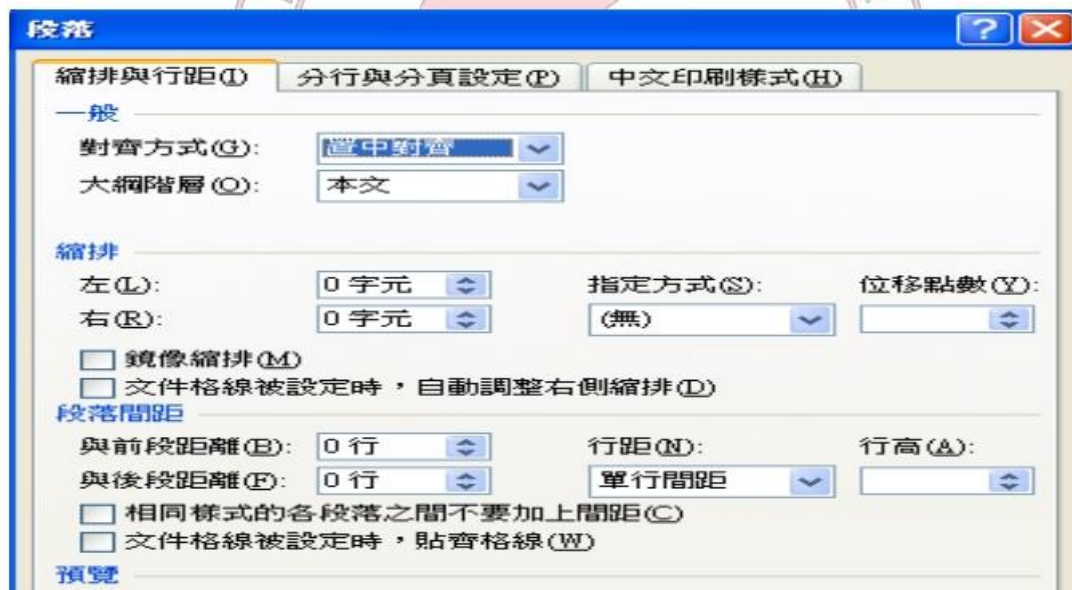 段落
縮排與行距(I) 分行與分頁設定(P) 中文印刷樣式(H)
一般
對齊方式(G): 置中對齊
大綱階層(O): 本文
縮排
左(L): 0 字元 指定方式(S): 位移點數(Y):
右(R): 0 字元 (無)
鏡像縮排(M)
文件格線被設定時，自動調整右側縮排(D)
段落間距
與前段距離(B): 0 行 行距(N): 行高(A):
與後段距離(F): 0 行 單行間距
相同樣式的各段落之間不要加上間距(C)
文件格線被設定時，貼齊格線(W)
預覽